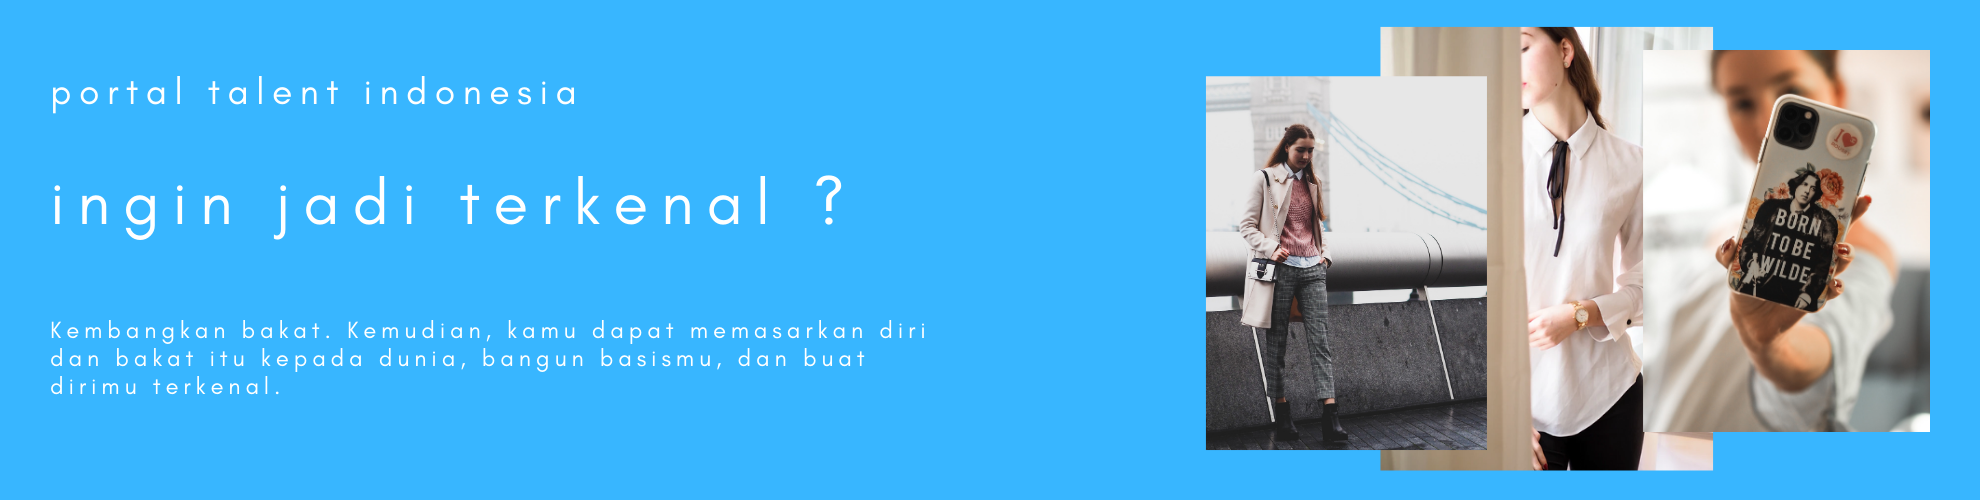 portal talent indonesia
ingin jadi terkenal ?
Kembangkan bakat. Kemudian, kamu dapat memasarkan diri
dan bakat itu kepada dunia, bangun basismu, dan buat
dirimu terkenal.
I
BORN
TO BE
WILDE